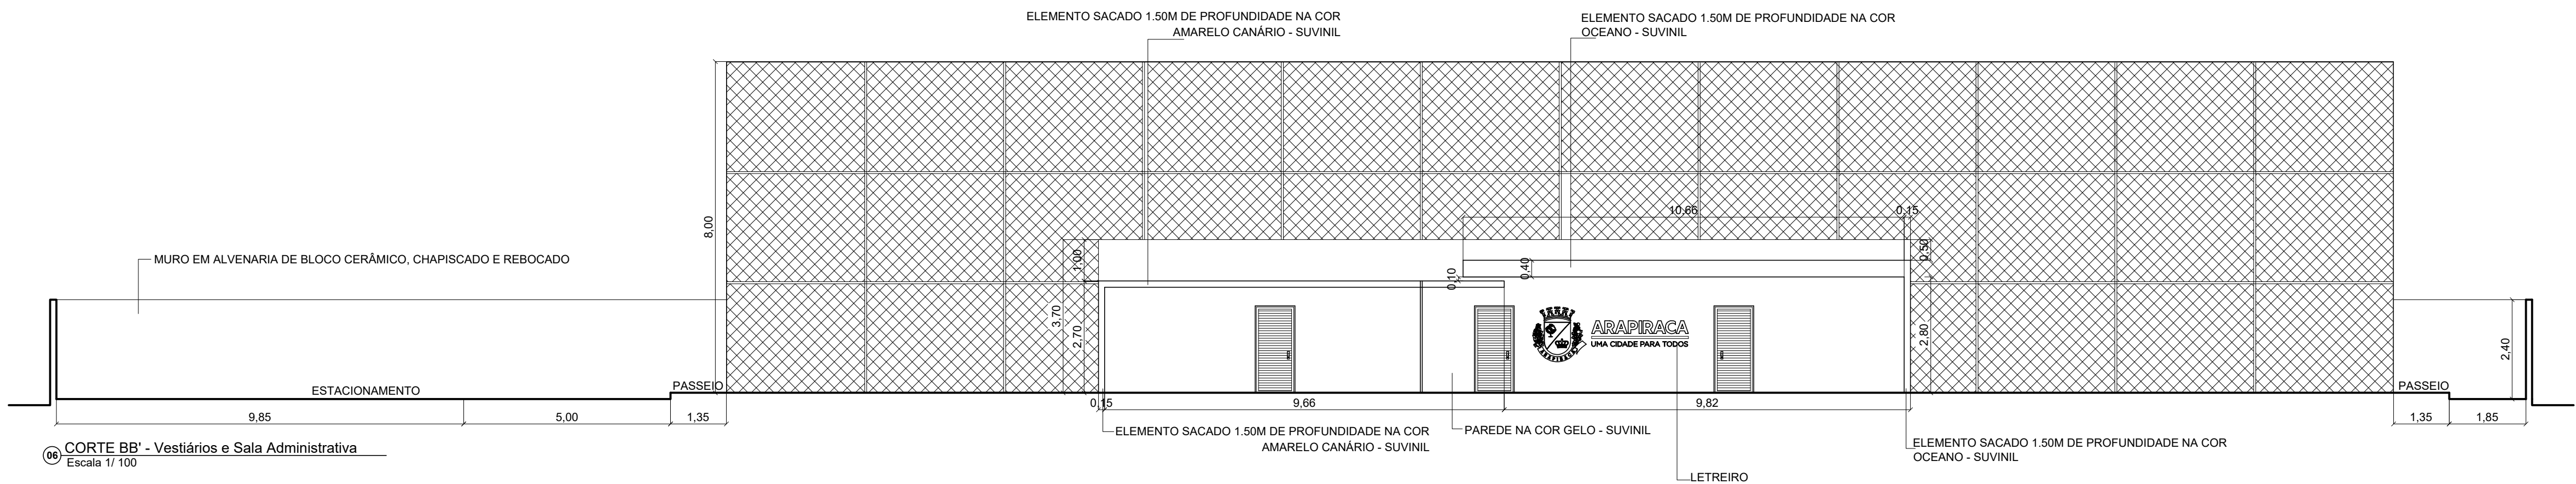 ELEMENTO SACADO 1.50M DE PROFUNDIDADE NA COR
AMARELO CANÁRIO - SUVINIL
ELEMENTO SACADO 1.50M DE PROFUNDIDADE NA COR
OCEANO - SUVINIL
8,00
10,66
0,15
MURO EM ALVENARIA DE BLOCO CERÂMICO, CHAPISCADO E REBOCADO
1,00
0,50
0,10
0,40
3,70
2,70
2,80
2,40
ARAPIRACA
UMA CIDADE PARA TODOS
ARAPIRACA
ESTACIONAMENTO
PASSEIO
PASSEIO
9,85
5,00
1,35
0,15
9,66
9,82
1,35
1,85
ELEMENTO SACADO 1.50M DE PROFUNDIDADE NA COR
AMARELO CANÁRIO - SUVINIL
PAREDE NA COR GELO - SUVINIL
ELEMENTO SACADO 1.50M DE PROFUNDIDADE NA COR
OCEANO - SUVINIL
LETREIRO
06
CORTE BB' - Vestiários e Sala Administrativa
Escala 1/ 100